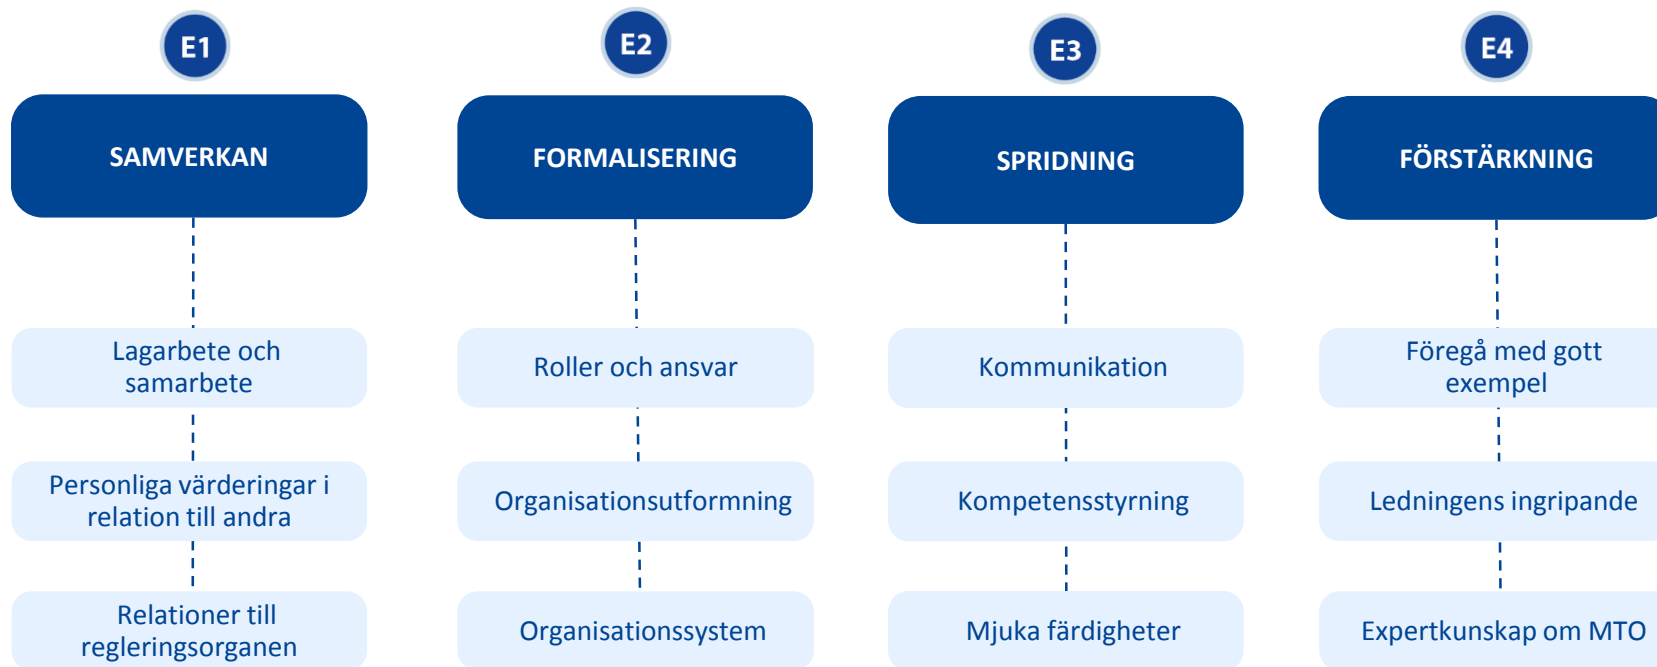 E1
E2
E3
E4
SAMVERKAN
FORMALISERING
SPRIDNING
FÖRSTÄRKNING
Lagarbete och
samarbete
Roller och ansvar
Kommunikation
Föregå med gott
exempel
Personliga värderingar i
relation till andra
Organisationsutformning
Kompetensstyrning
Ledningens ingripande
Relationer till
regleringsorganen
Organisationssystem
Mjuka färdigheter
Expertkunskap om MTO